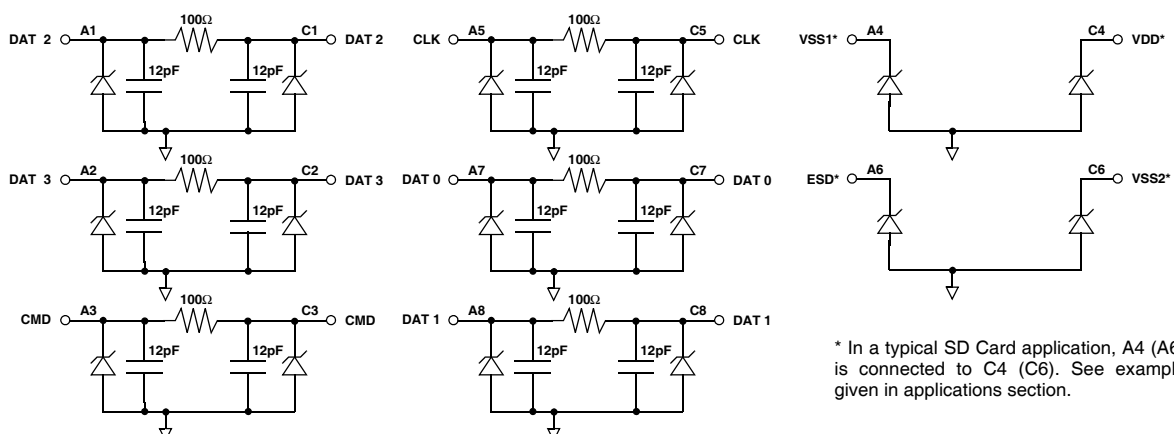 100Ω
DAT 2 A1 C1 DAT 2
12pF 12pF
100Ω
CLK A5 C5 CLK
12pF 12pF
VSS1* A4 C4 VDD*
100Ω
DAT 3 A2 C2 DAT 3
12pF 12pF
100Ω
DAT 0 A7 C7 DAT 0
12pF 12pF
ESD* A6 C6 VSS2*
100Ω
CMD A3 C3 CMD
12pF 12pF
100Ω
DAT 1 A8 C8 DAT 1
12pF 12pF
* In a typical SD Card application, A4 (A6
is connected to C4 (C6). See exampl
given in applications section.